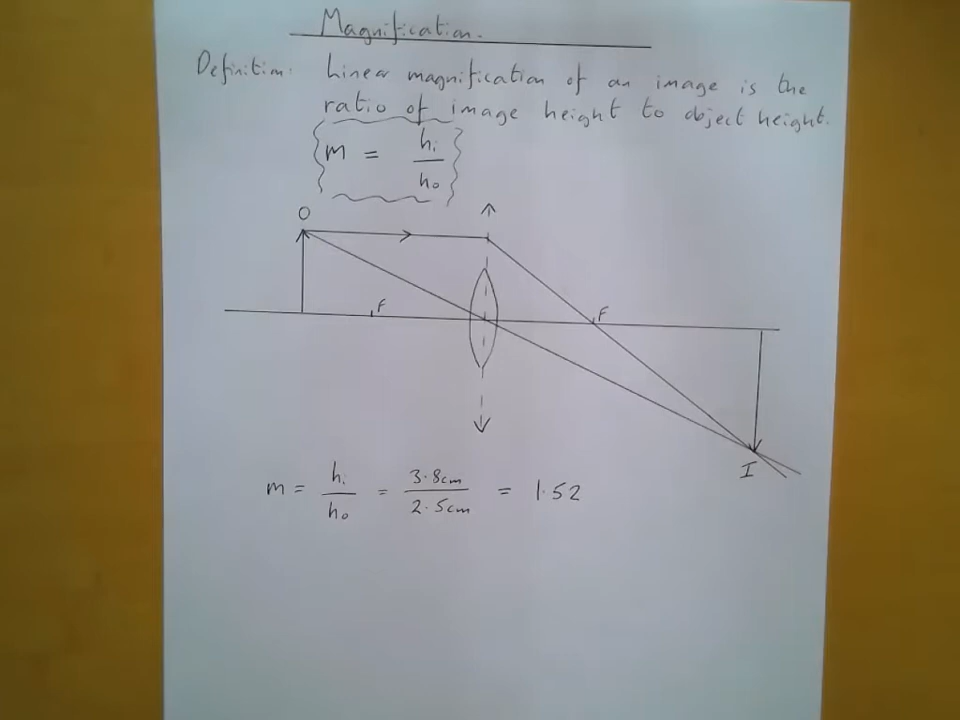 Magnification.
Definition: Linear magnification of an image is the
ratio of image height to object height.
m = hi/ho
O
F
F
I
m = hi/ho = 3.8cm/2.5cm = 1.52